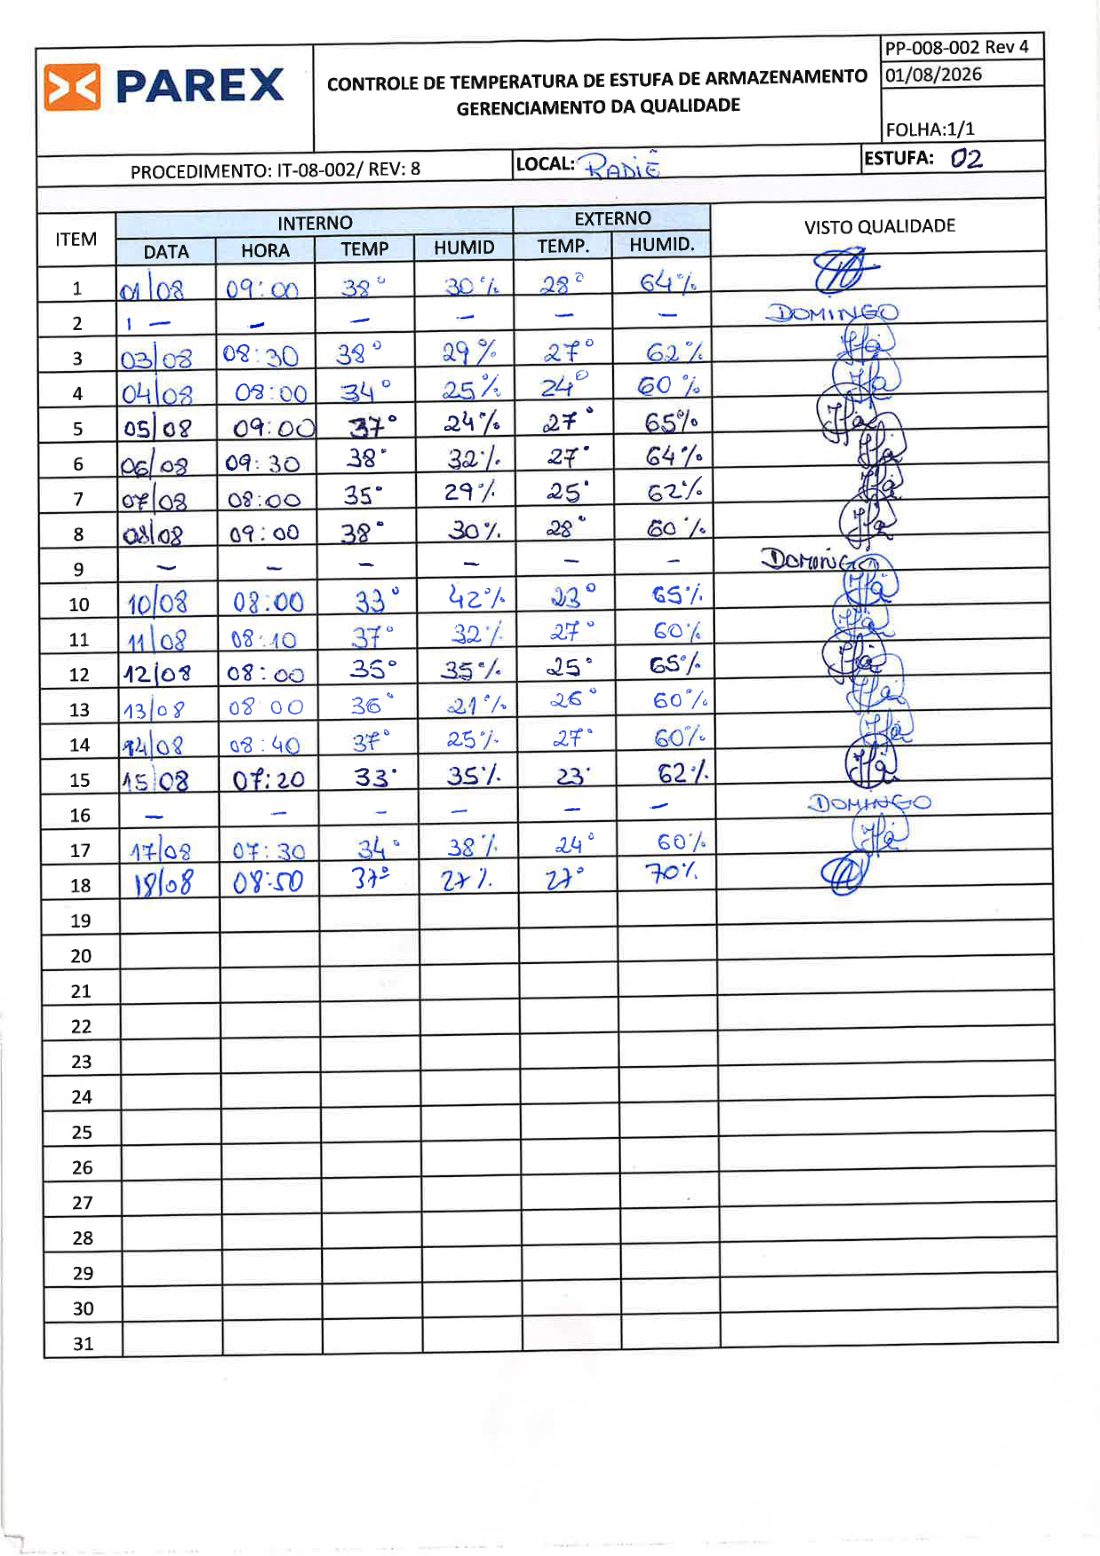 PAREX
CONTROLE DE TEMPERATURA DE ESTUFA DE ARMAZENAMENTO
GERENCIAMENTO DA QUALIDADE
PP-008-002 Rev 4
01/08/2026
FOLHA:1/1
PROCEDIMENTO: IT-08-002/ REV: 8 LOCAL: RADIÊ ESTUFA: 02
ITEM INTERNO EXTERNO VISTO QUALIDADE
DATA HORA TEMP HUMID TEMP. HUMID.
1 01/08 09:00 38° 30% 28° 64%
2 — — — — — — DOMINGO
3 03/08 08:30 38° 29% 27° 62%
4 04/08 08:00 34° 25% 24° 60%
5 05/08 09:00 37° 24% 27° 65%
6 06/08 09:30 38° 32% 27° 64%
7 07/08 08:00 35° 29% 25° 62%
8 08/08 09:00 38° 30% 28° 60%
9 — — — — — — DOMINGO
10 10/08 08:00 33° 42% 23° 65%
11 11/08 08:10 37° 32% 27° 60%
12 12/08 08:00 35° 35% 25° 65%
13 13/08 08 00 36° 21% 26° 60%
14 14/08 08:40 37° 25% 27° 60%
15 15/08 07:20 33° 35% 23° 62%
16 — — — — — — DOMINGO
17 17/08 07:30 34° 38% 24° 60%
18 18/08 08:50 37° 27% 27° 70%
19
20
21
22
23
24
25
26
27
28
29
30
31